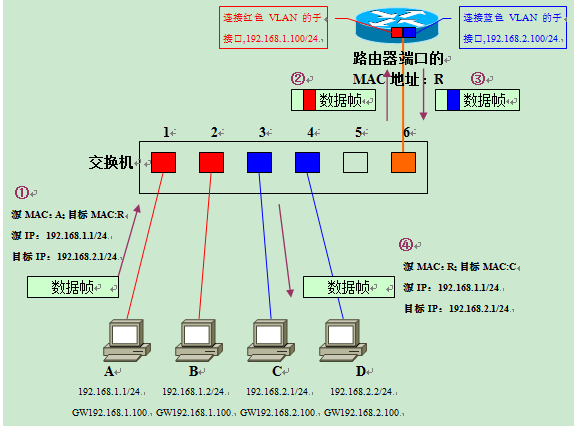 连接红色 VLAN 的子
接口,192.168.1.100/24.
连接蓝色 VLAN 的子
接口,192.168.2.100/24.
路由器端口的
MAC 地址：R
②
数据帧
③
数据帧
1 2 3 4 5 6
交换机
①
源 MAC：A；目标 MAC:R
源 IP：192.168.1.1/24
目标 IP：192.168.2.1/24
数据帧
④
源 MAC：R；目标 MAC:C
源 IP：192.168.1.1/24
目标 IP：192.168.2.1/24
数据帧
A B C D
192.168.1.1/24. 192.168.1.2/24. 192.168.2.1/24. 192.168.2.2/24.
GW192.168.1.100. GW192.168.1.100. GW192.168.2.100. GW192.168.2.100.